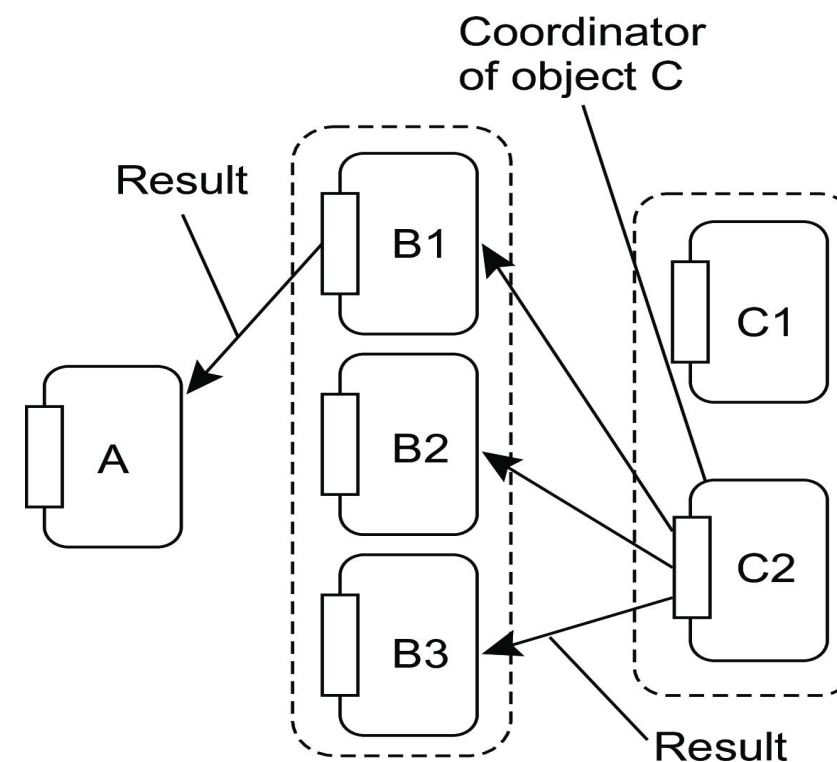 Coordinator
of object C
Result
B1
C1
A
B2
C2
B3
Result